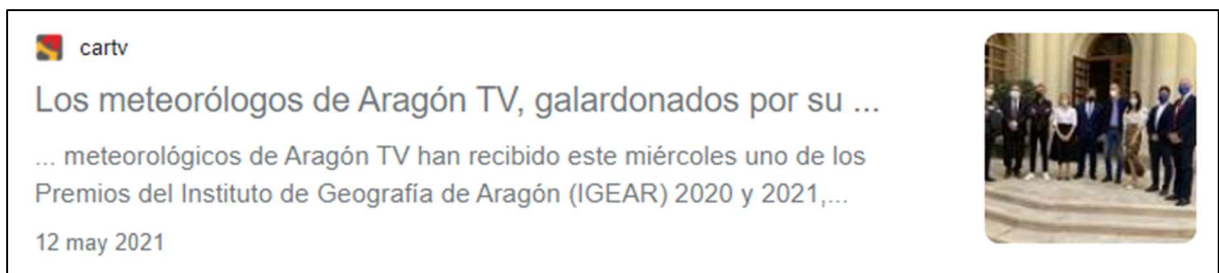 cartv
Los meteorólogos de Aragón TV, galardonados por su ...
... meteorológicos de Aragón TV han recibido este miércoles uno de los
Premios del Instituto de Geografía de Aragón (IGEAR) 2020 y 2021,...
12 may 2021